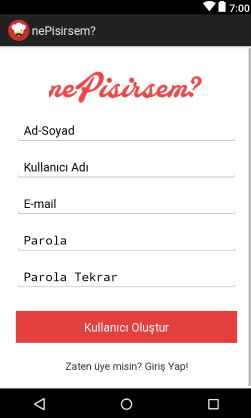 7:00
nePisirsem?
nePisirsem?
Ad-Soyad
Kullanıcı Adı
E-mail
Parola
Parola Tekrar
Kullanıcı Oluştur
Zaten üye misin? Giriş Yap!